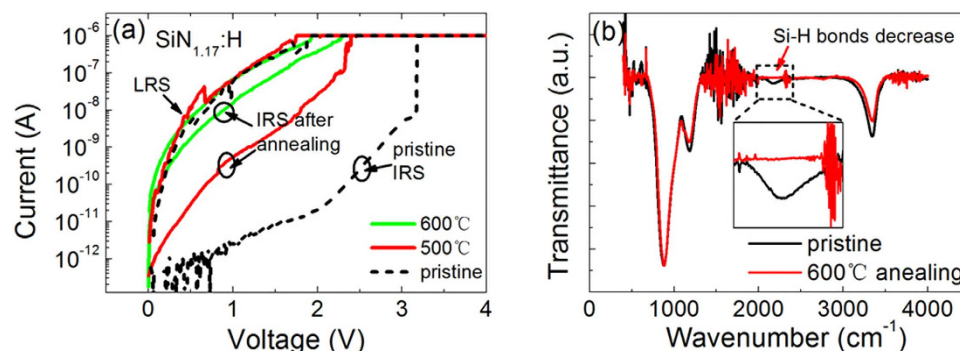 (a) SiN1.17:H
LRS
IRS after
annealing
pristine
IRS
600℃
500℃
pristine
Current (A)
10-6
10-7
10-8
10-9
10-10
10-11
10-12
0 1 2 3 4
Voltage (V)
(b)
Si-H bonds decrease
Transmittance (a.u.)
pristine
600℃ anealing
0 1000 2000 3000 4000
Wavenumber (cm-1)